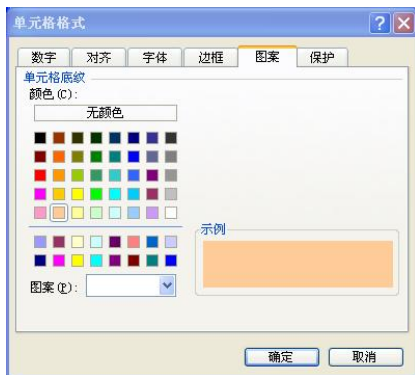 单元格格式
数字 对齐 字体 边框 图案 保护
单元格底纹
颜色(C):
无颜色
示例
图案(P):
确定 取消